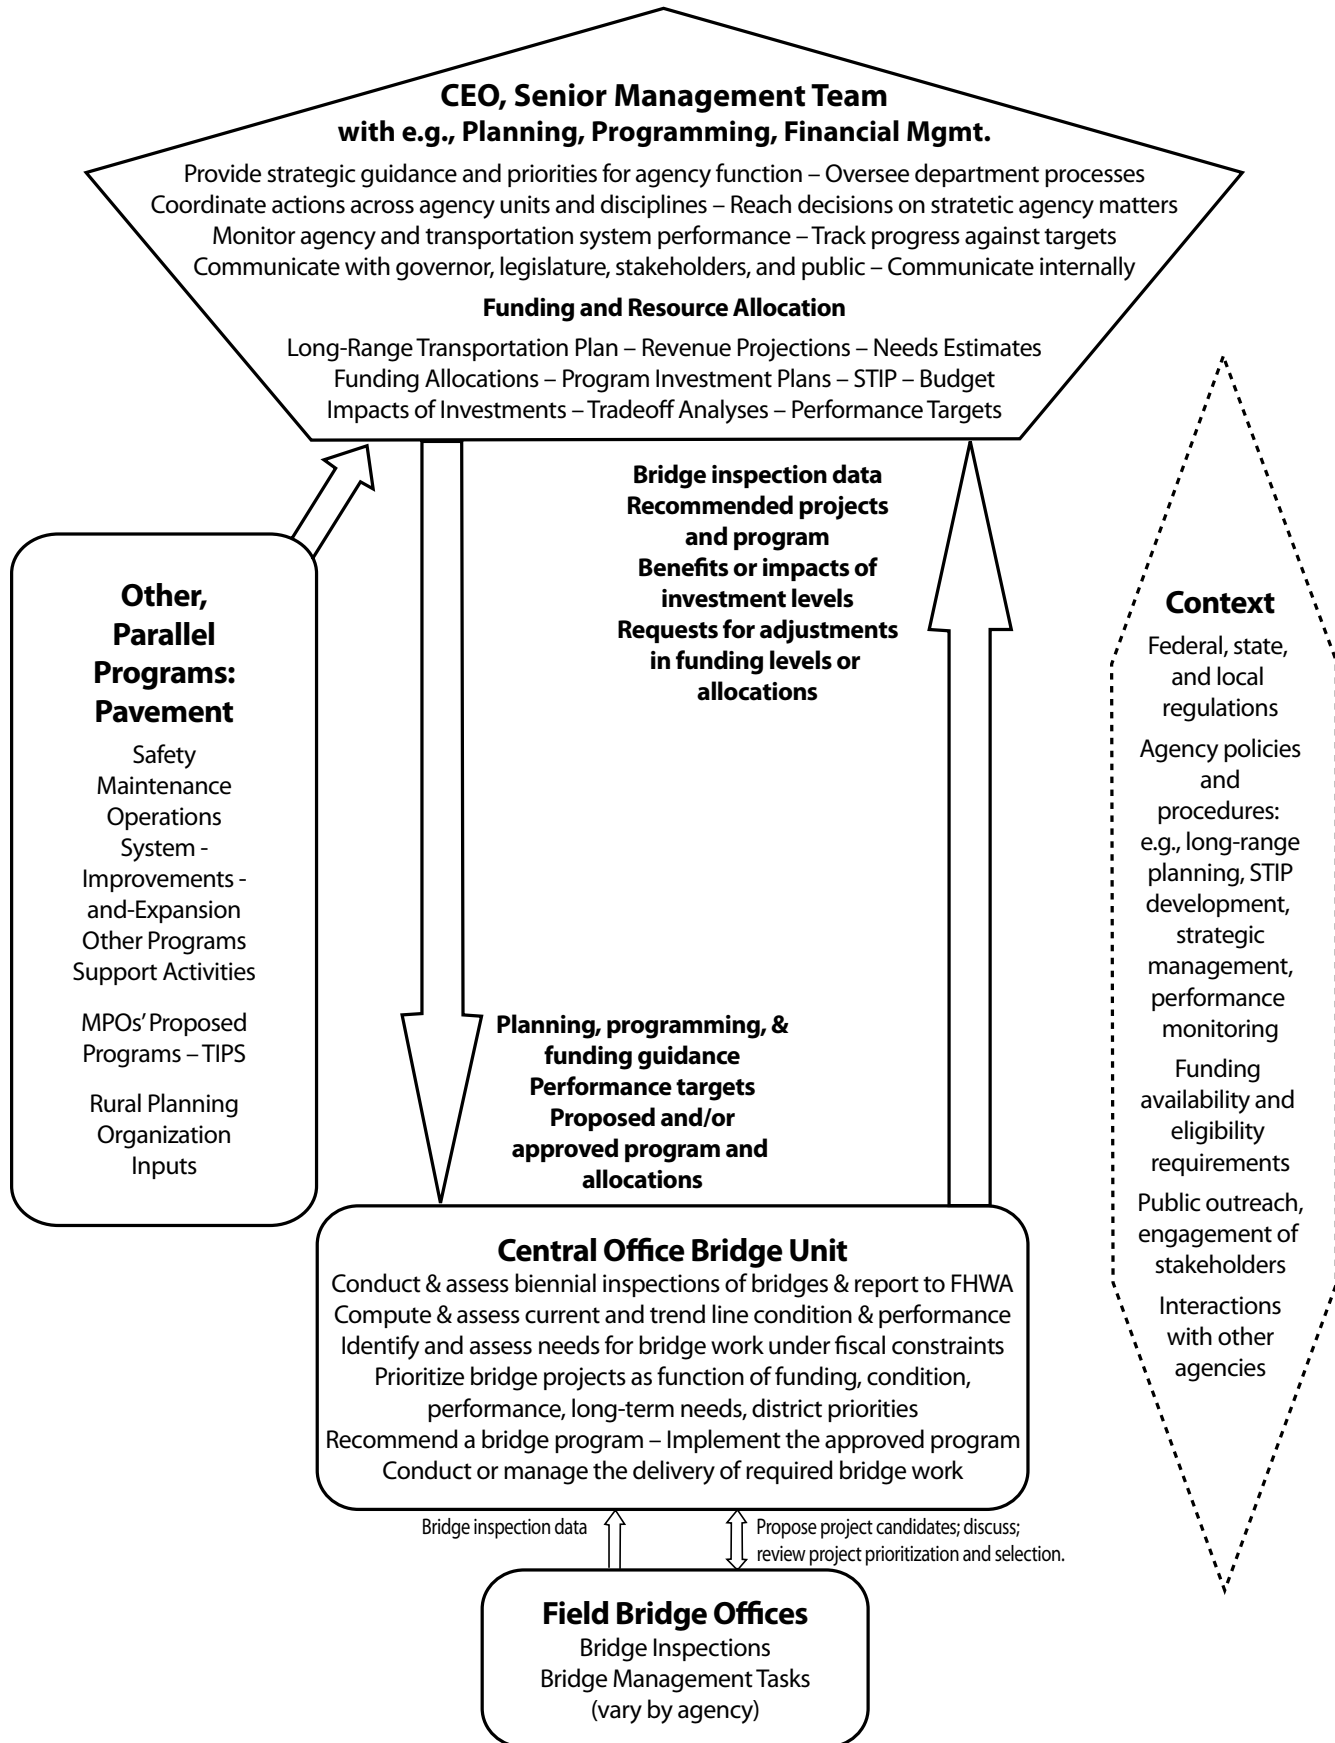 CEO, Senior Management Team
with e.g., Planning, Programming, Financial Mgmt.
Provide strategic guidance and priorities for agency function – Oversee department processes
Coordinate actions across agency units and disciplines – Reach decisions on stratetic agency matters
Monitor agency and transportation system performance – Track progress against targets
Communicate with governor, legislature, stakeholders, and public – Communicate internally
Funding and Resource Allocation
Long-Range Transportation Plan – Revenue Projections – Needs Estimates
Funding Allocations – Program Investment Plans – STIP – Budget
Impacts of Investments – Tradeoff Analyses – Performance Targets
Other,
Parallel
Programs:
Pavement
Safety
Maintenance
Operations
System -
Improvements -
and-Expansion
Other Programs
Support Activities
MPOs' Proposed
Programs – TIPS
Rural Planning
Organization
Inputs
Bridge inspection data
Recommended projects
and program
Benefits or impacts of
investment levels
Requests for adjustments
in funding levels or
allocations
Planning, programming, &
funding guidance
Performance targets
Proposed and/or
approved program and
allocations
Context
Federal, state,
and local
regulations
Agency policies
and
procedures:
e.g., long-range
planning, STIP
development,
strategic
management,
performance
monitoring
Funding
availability and
eligibility
requirements
Public outreach,
engagement of
stakeholders
Interactions
with other
agencies
Central Office Bridge Unit
Conduct & assess biennial inspections of bridges & report to FHWA
Compute & assess current and trend line condition & performance
Identify and assess needs for bridge work under fiscal constraints
Prioritize bridge projects as function of funding, condition,
performance, long-term needs, district priorities
Recommend a bridge program – Implement the approved program
Conduct or manage the delivery of required bridge work
Bridge inspection data
Propose project candidates; discuss;
review project prioritization and selection.
Field Bridge Offices
Bridge Inspections
Bridge Management Tasks
(vary by agency)